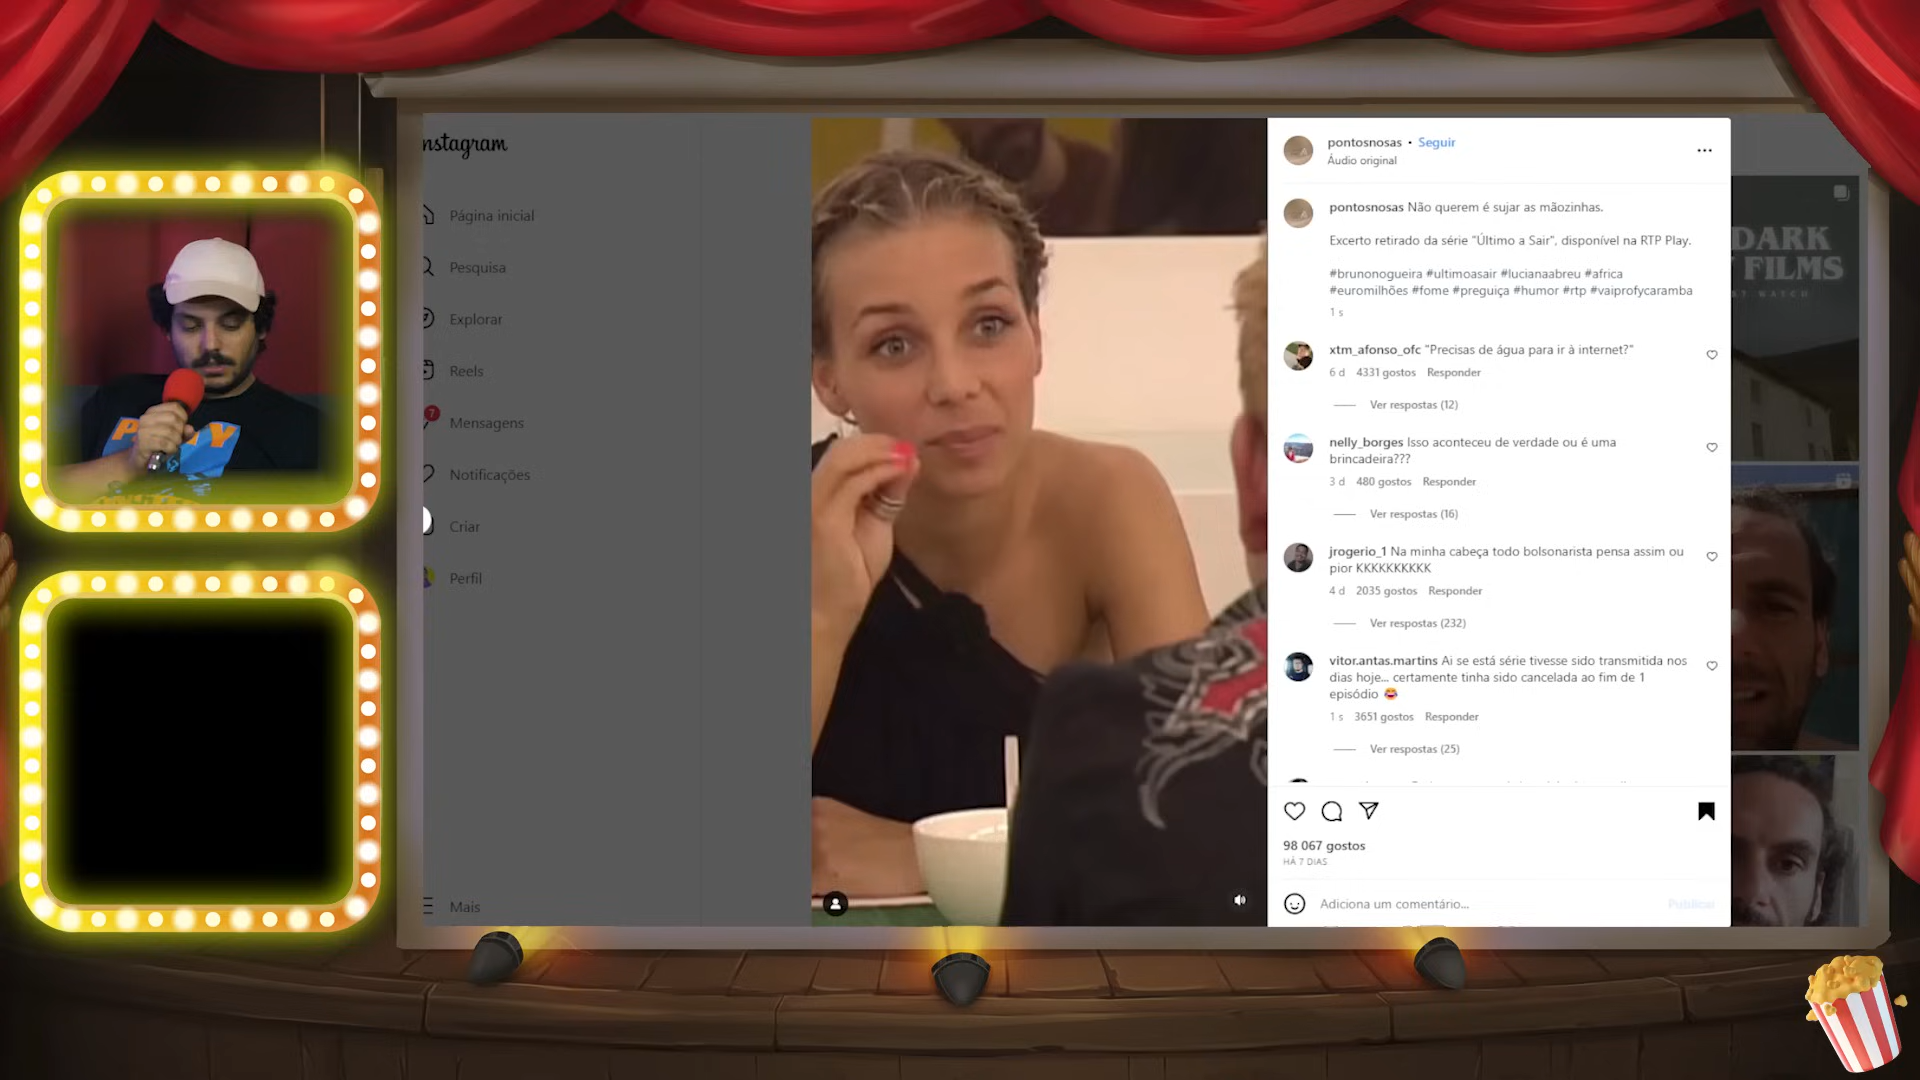 nstagram
Página inicial
Pesquisa
Explorar
Reels
7
Mensagens
Notificações
Criar
Perfil
Mais
pontosnosas • Seguir
Áudio original
pontosnosas Não querem é sujar as mãozinhas.
Excerto retirado da série "Último a Sair", disponível na RTP Play.
#brunonogueira #ultimoasair #lucianaabreu #africa
#euromilhões #fome #preguiça #humor #rtp #vaiprofycaramba
1 s
xtm_afonso_ofc "Precisas de água para ir à internet?"
6 d 4331 gostos Responder
Ver respostas (12)
nelly_borges Isso aconteceu de verdade ou é uma
brincadeira???
3 d 480 gostos Responder
Ver respostas (16)
jrogerio_1 Na minha cabeça todo bolsonarista pensa assim ou
pior KKKKKKKKKK
4 d 2035 gostos Responder
Ver respostas (232)
vitor.antas.martins Ai se está série tivesse sido transmitida nos
dias hoje... certamente tinha sido cancelada ao fim de 1
episódio 😂
1 s 3651 gostos Responder
Ver respostas (25)
98 067 gostos
HÁ 7 DIAS
Adiciona um comentário...
Publicar
DARK
FILMS
WATCH